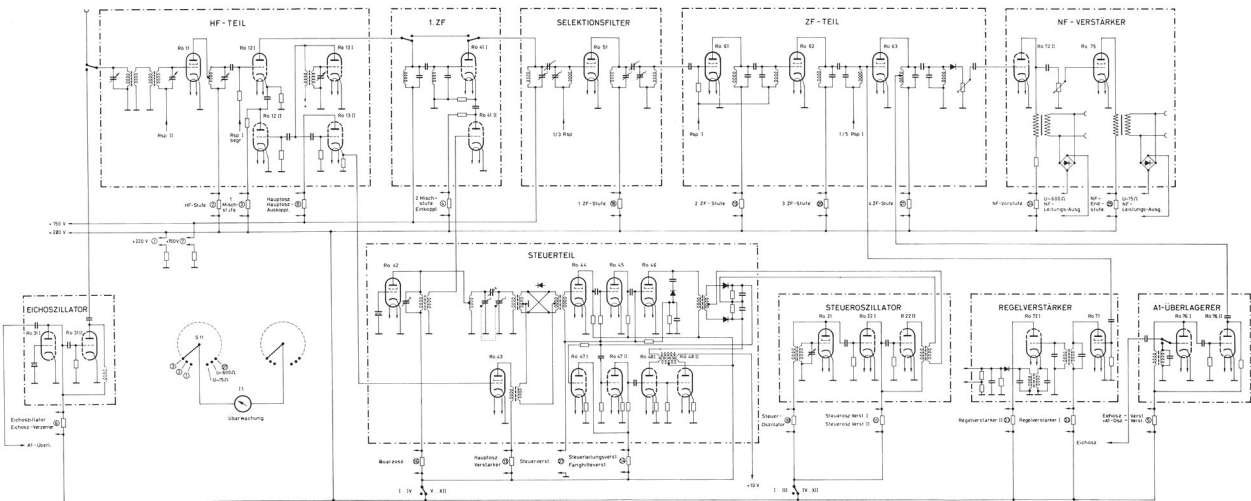 HF - TEIL
1. ZF
SELEKTIONSFILTER
ZF - TEIL
NF - VERSTÄRKER
Rö 11
Rö 12 I
Rö 13 I
Rö 41 I
Rö 51
Rö 61
Rö 62
Rö 63
Rö 72 II
Rö 75
Rö 12 II
Rö 13 II
Rö 41 II
Rsp II
Rsp I
begr
1/3 Rsp
Rsp I
1/5 Rsp I
HF-Stufe
1.
Misch-
stufe
Hauptosz.
Hauptosz.-
Auskoppl.
2 Misch-
stufe
Einkoppl.
1 ZF-Stufe
2 ZF-Stufe
3 ZF-Stufe
4 ZF-Stufe
NF-Vorstufe
U-600Ω
NF-
Leistungs-Ausg.
NF-
End-
stufe
U-15Ω
NF-
Leistungs-Ausg.
+150 V
+220V
+150V
STEUERTEIL
Rö 42
Rö 44
Rö 45
Rö 46
Rö 43
Rö 47 I
Rö 47 II
Rö 48 I
Rö 48 II
EICHOSZILLATOR
Rö 31 I
Rö 31 II
S 11
U-600Ω
U-15Ω
Überwachung
STEUEROSZILLATOR
Rö 21
Rö 22 I
R 22 II
REGELVERSTÄRKER
Rö 72 I
Rö 71
A1-ÜBERLAGERER
Rö 76 I
Rö 76 II
Eichoszillator
Eichosz-Verzerrer
A1-Überl.
Quarzosz.
Hauptosz
Verstärker
Steuerverst.
Steuerleitungsverst.
Fanghilfeverst.
+10 V
Steuer-
Oszillator
Steuerosz Verst. I
Steuerosz Verst. II
Regelverstärker II
Regelverstärker I
Eichosz
I IV V XII
I III IV XII